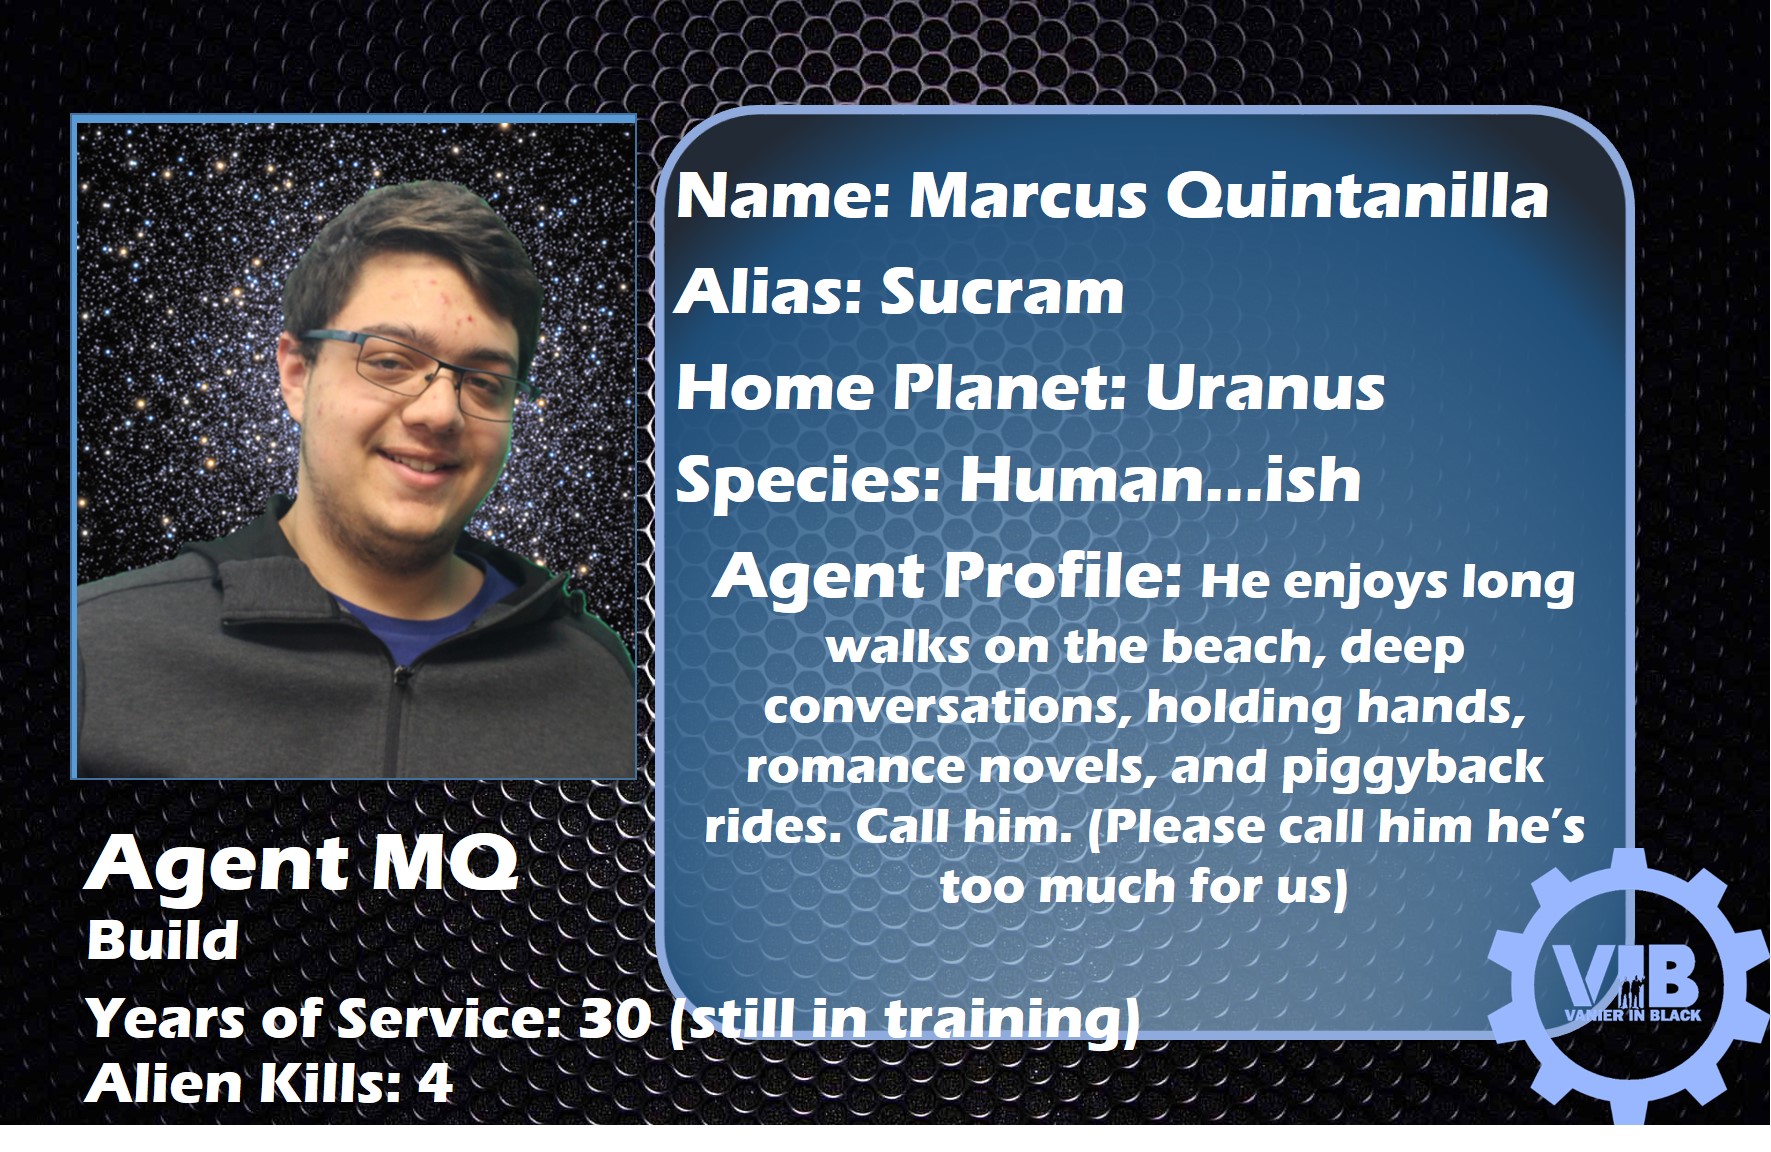 Name: Marcus Quintanilla
Alias: Sucram
Home Planet: Uranus
Species: Human...ish
Agent Profile: He enjoys long
walks on the beach, deep
conversations, holding hands,
romance novels, and piggyback
rides. Call him. (Please call him he's
too much for us)
Agent MQ
Build
Years of Service: 30 (still in training)
Alien Kills: 4
VIB
VANIER IN BLACK